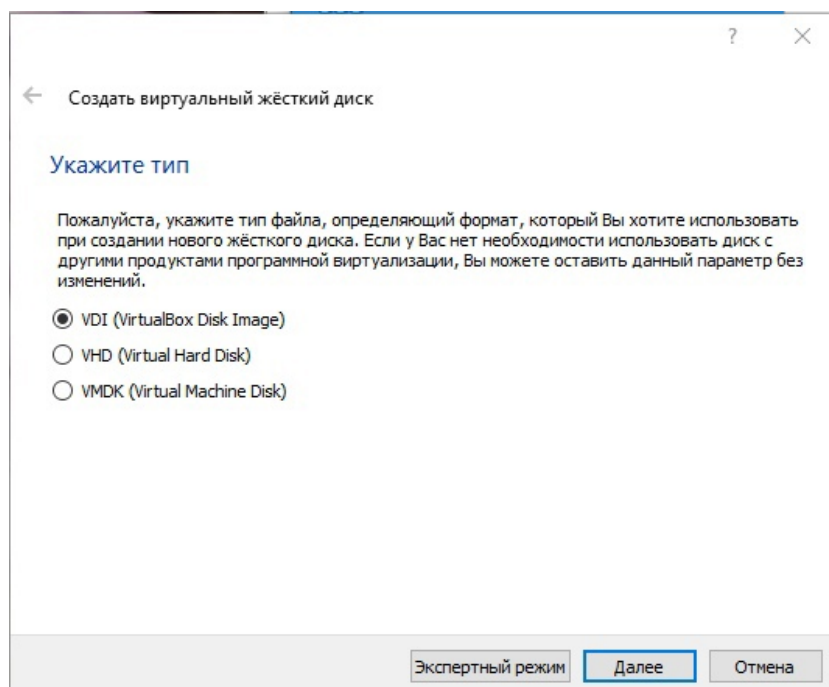 ?
Создать виртуальный жёсткий диск
Укажите тип
Пожалуйста, укажите тип файла, определяющий формат, который Вы хотите использовать
при создании нового жёсткого диска. Если у Вас нет необходимости использовать диск с
другими продуктами программной виртуализации, Вы можете оставить данный параметр без
изменений.
VDI (VirtualBox Disk Image)
VHD (Virtual Hard Disk)
VMDK (Virtual Machine Disk)
Экспертный режим Далее Отмена